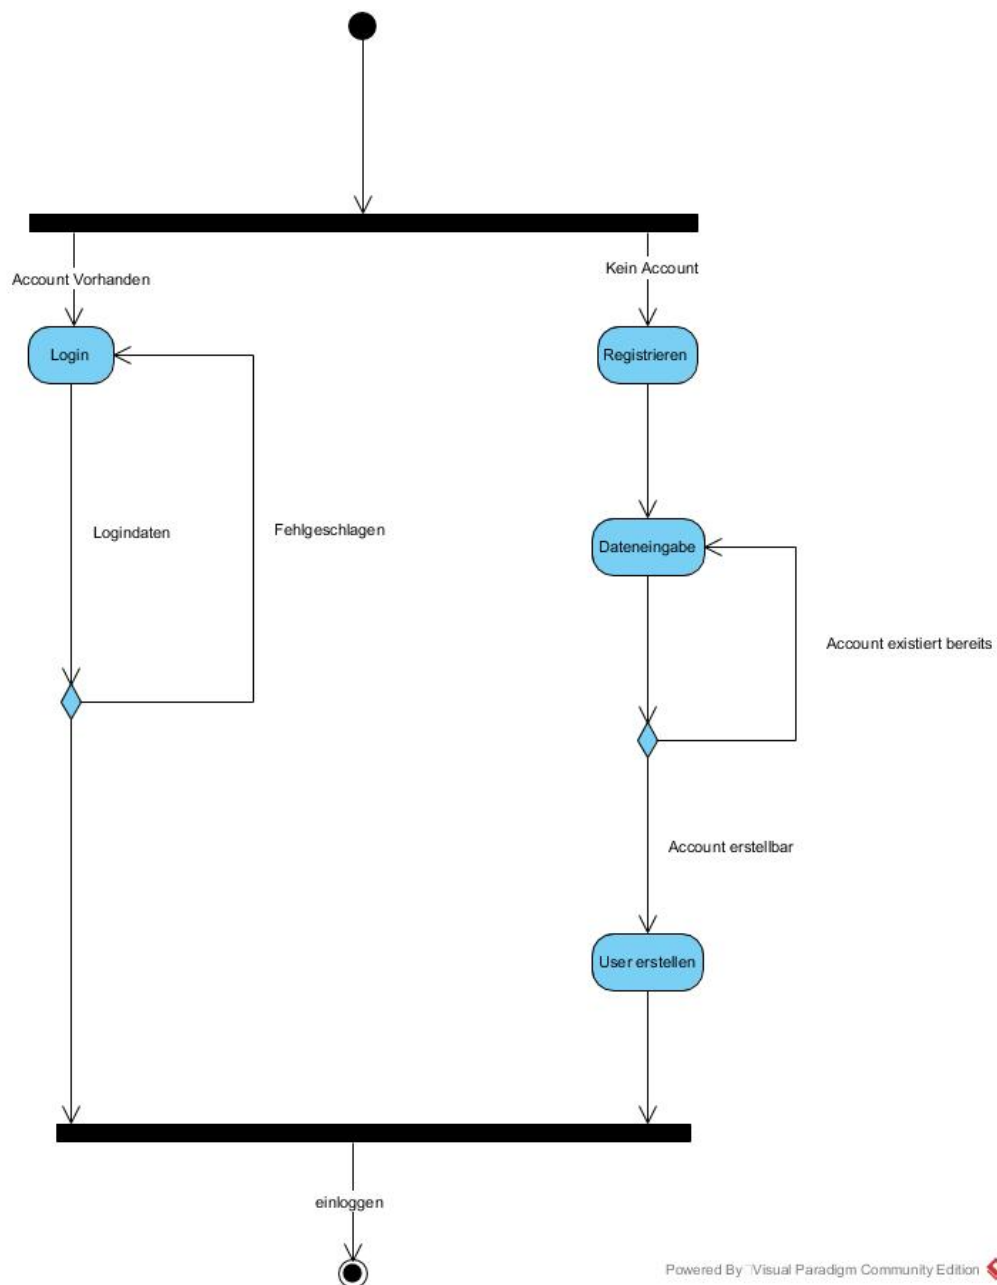 Account Vorhanden
Kein Account
Login
Registrieren
Logindaten
Fehlgeschlagen
Dateneingabe
Account existiert bereits
Account erstellbar
User erstellen
einloggen
Powered By Visual Paradigm Community Edition